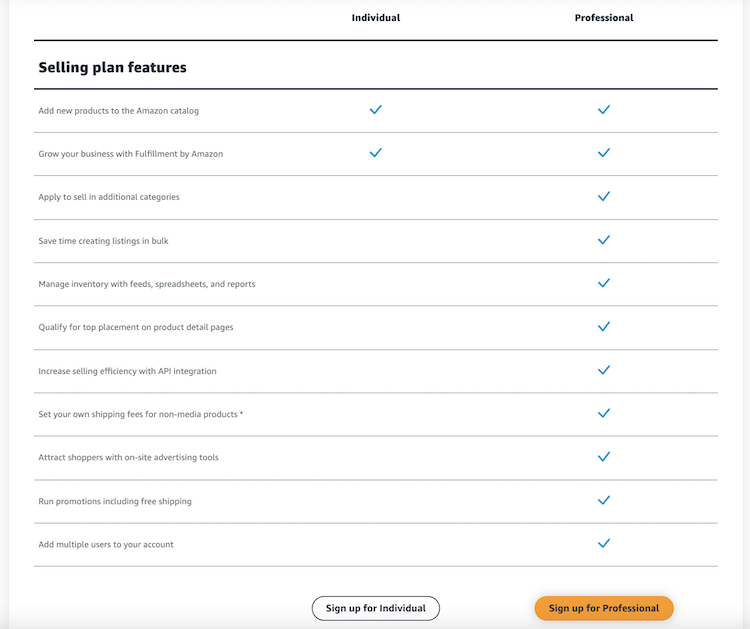 Individual Professional
Selling plan features
Add new products to the Amazon catalog
Grow your business with Fulfillment by Amazon
Apply to sell in additional categories
Save time creating listings in bulk
Manage inventory with feeds, spreadsheets, and reports
Qualify for top placement on product detail pages
Increase selling efficiency with API integration
Set your own shipping fees for non-media products *
Attract shoppers with on-site advertising tools
Run promotions including free shipping
Add multiple users to your account
Sign up for Individual Sign up for Professional